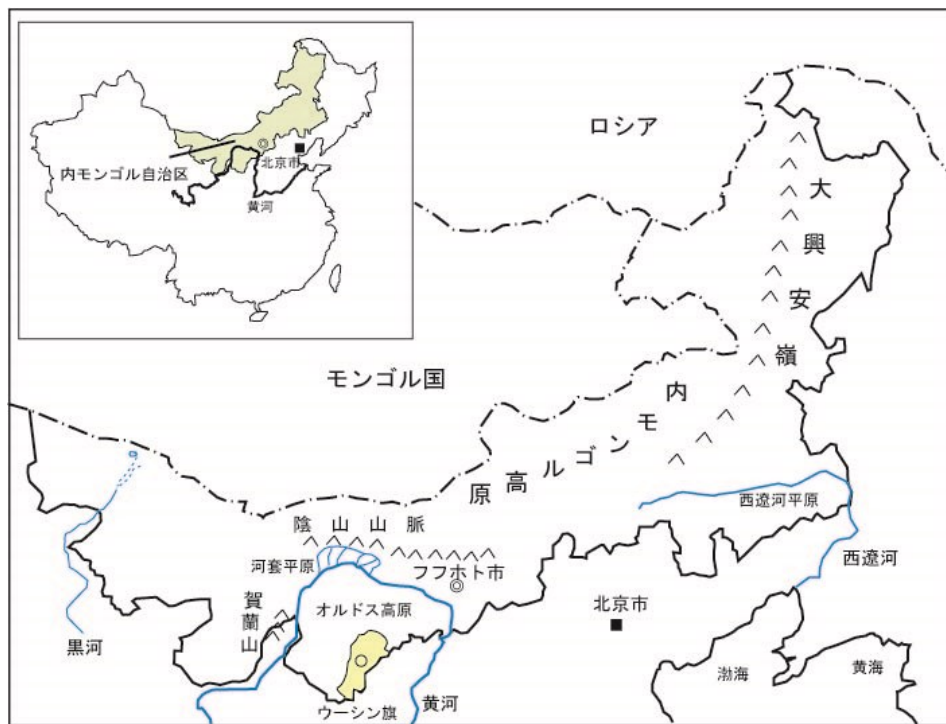 内モンゴル自治区
北京市
黄河
ロシア
大興安嶺
モンゴル国
内モンゴル高原
西遼河平原
西遼河
陰山山脈
河套平原
フフホト市
北京市
賀蘭山
オルドス高原
黒河
ウーシン旗
黄河
渤海
黄海